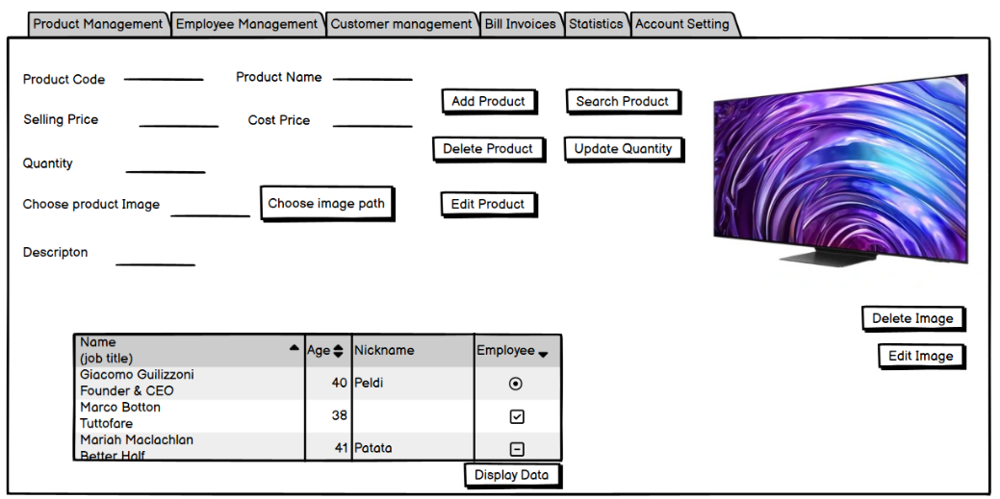 Product Management Employee Management Customer management Bill Invoices Statistics Account Setting
Product Code Product Name
Add Product Search Product
Selling Price Cost Price
Delete Product Update Quantity
Quantity
Choose product Image Choose image path Edit Product
Descripton
Delete Image
Edit Image
Name
(job title) Age Nickname Employee
Giacomo Guilizzoni
Founder & CEO 40 Peldi
Marco Botton
Tuttofare 38
Mariah Maclachlan
Better Half 41 Patata
Display Data